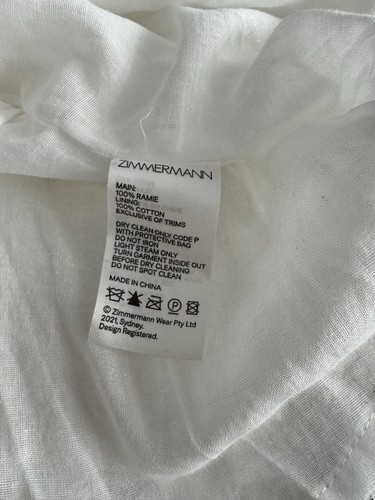 ZIMMERMANN
MAIN:
100% RAMIE
LINING:
100% COTTON
EXCLUSIVE OF TRIMS
DRY CLEAN ONLY CODE P
WITH PROTECTIVE BAG
DO NOT IRON
LIGHT STEAM ONLY
TURN GARMENT INSIDE OUT
BEFORE DRY CLEANING
DO NOT SPOT CLEAN
MADE IN CHINA
P
© Zimmermann Wear Pty Ltd
2021, Sydney.
Design Registered.